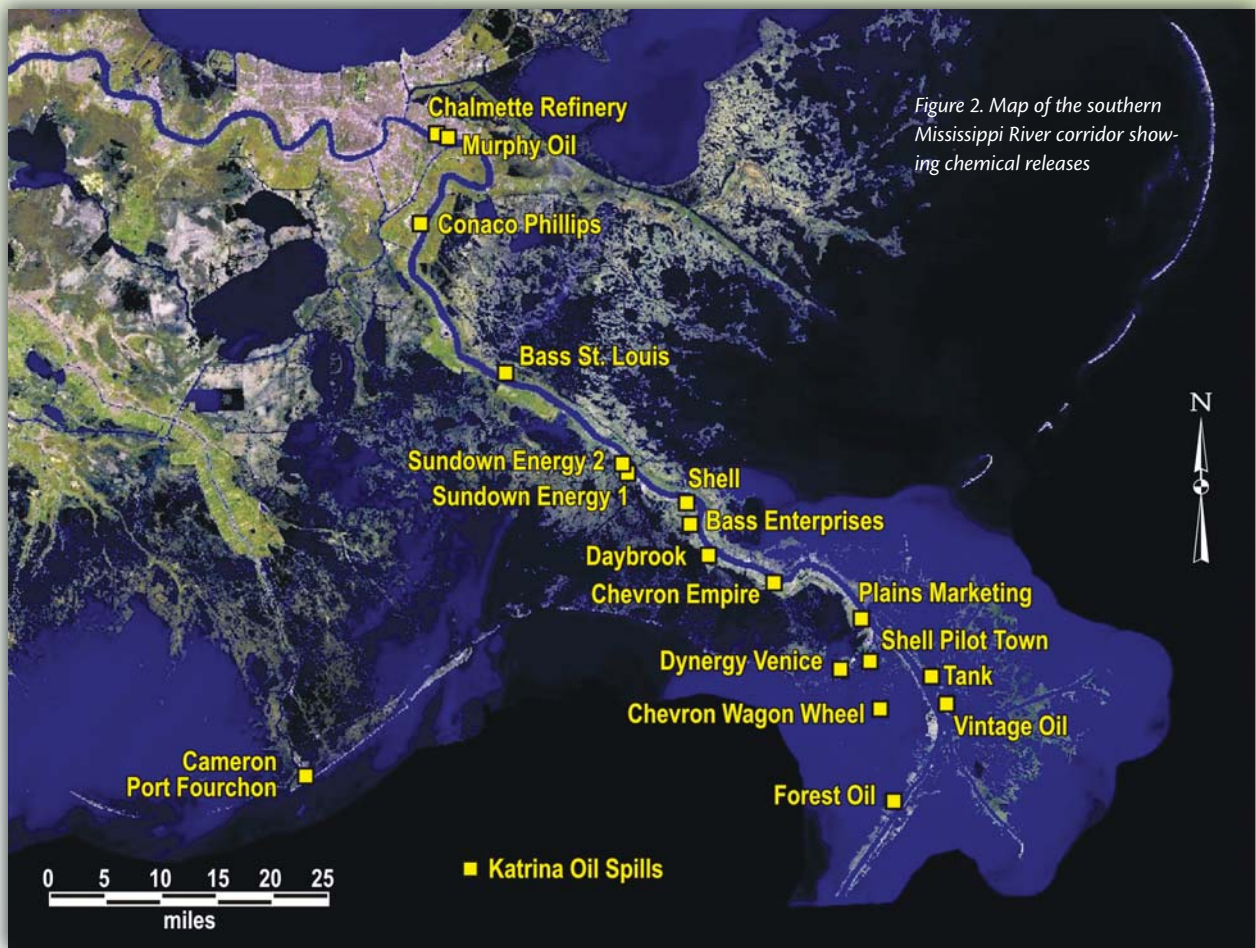 Figure 2. Map of the southern
Mississippi River corridor show-
ing chemical releases
Chalmette Refinery
Murphy Oil
Conaco Phillips
Bass St. Louis
Sundown Energy 2
Sundown Energy 1
Shell
Bass Enterprises
Daybrook
Chevron Empire
Plains Marketing
Shell Pilot Town
Dynergy Venice
Tank
Chevron Wagon Wheel
Vintage Oil
Cameron
Port Fourchon
Forest Oil
N
Katrina Oil Spills
0 5 10 15 20 25
miles